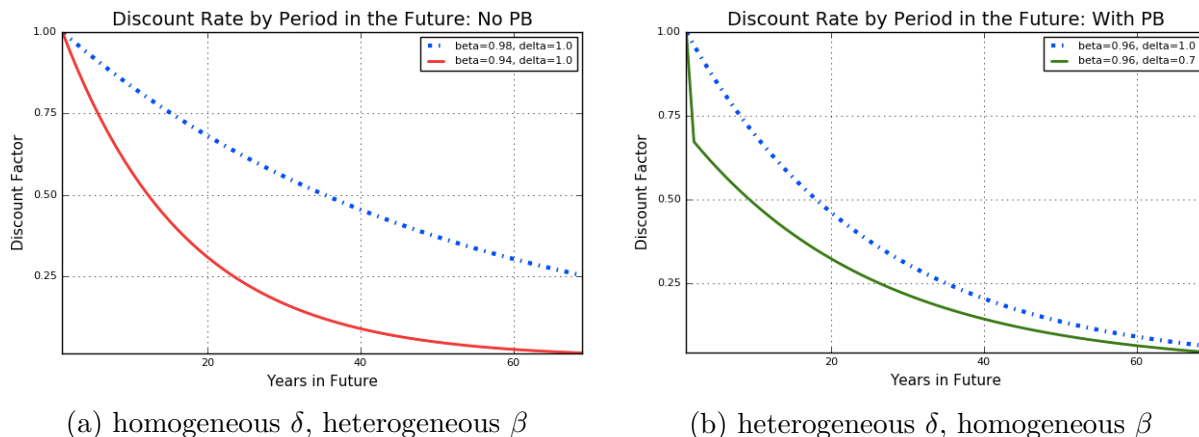 Discount Rate by Period in the Future: No PB
1.00
0.75
0.50
0.25
20
40
60
Discount Factor
Years in Future
beta=0.98, delta=1.0
beta=0.94, delta=1.0
(a) homogeneous δ, heterogeneous β
Discount Rate by Period in the Future: With PB
1.00
0.75
0.50
0.25
20
40
60
Discount Factor
Years in Future
beta=0.96, delta=1.0
beta=0.96, delta=0.7
(b) heterogeneous δ, homogeneous β